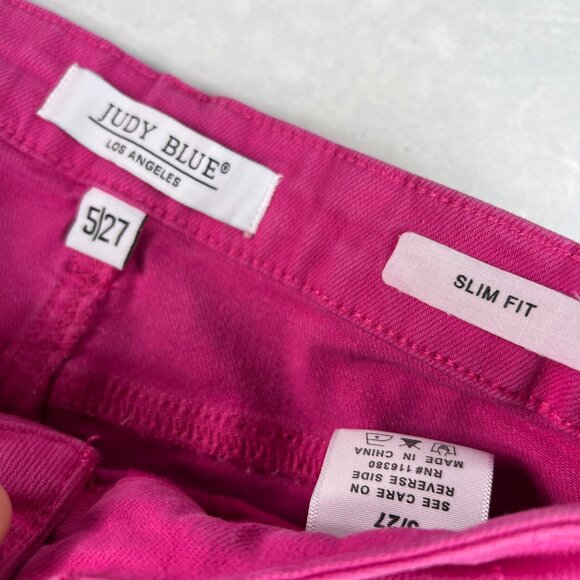 JUDY BLUE®
LOS ANGELES
5|27
SLIM FIT
5/27
SEE CARE ON
REVERSE SIDE
RN# 116380
MADE IN CHINA